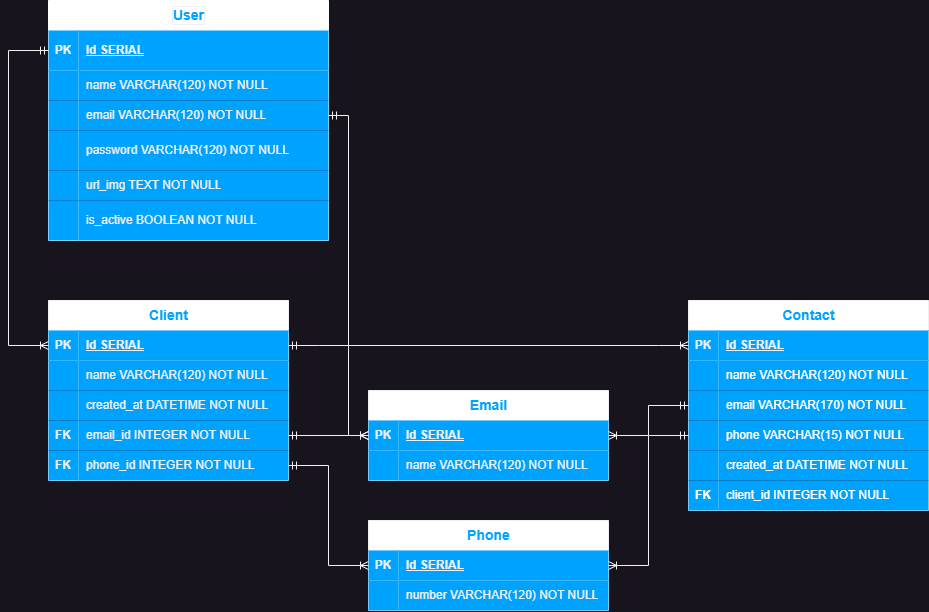 User
PK Id SERIAL
name VARCHAR(120) NOT NULL
email VARCHAR(120) NOT NULL
password VARCHAR(120) NOT NULL
url_img TEXT NOT NULL
is_active BOOLEAN NOT NULL
Client
PK Id SERIAL
name VARCHAR(120) NOT NULL
created_at DATETIME NOT NULL
FK email_id INTEGER NOT NULL
FK phone_id INTEGER NOT NULL
Email
PK Id SERIAL
name VARCHAR(120) NOT NULL
Phone
PK Id SERIAL
number VARCHAR(120) NOT NULL
Contact
PK Id SERIAL
name VARCHAR(120) NOT NULL
email VARCHAR(170) NOT NULL
phone VARCHAR(15) NOT NULL
created_at DATETIME NOT NULL
FK client_id INTEGER NOT NULL